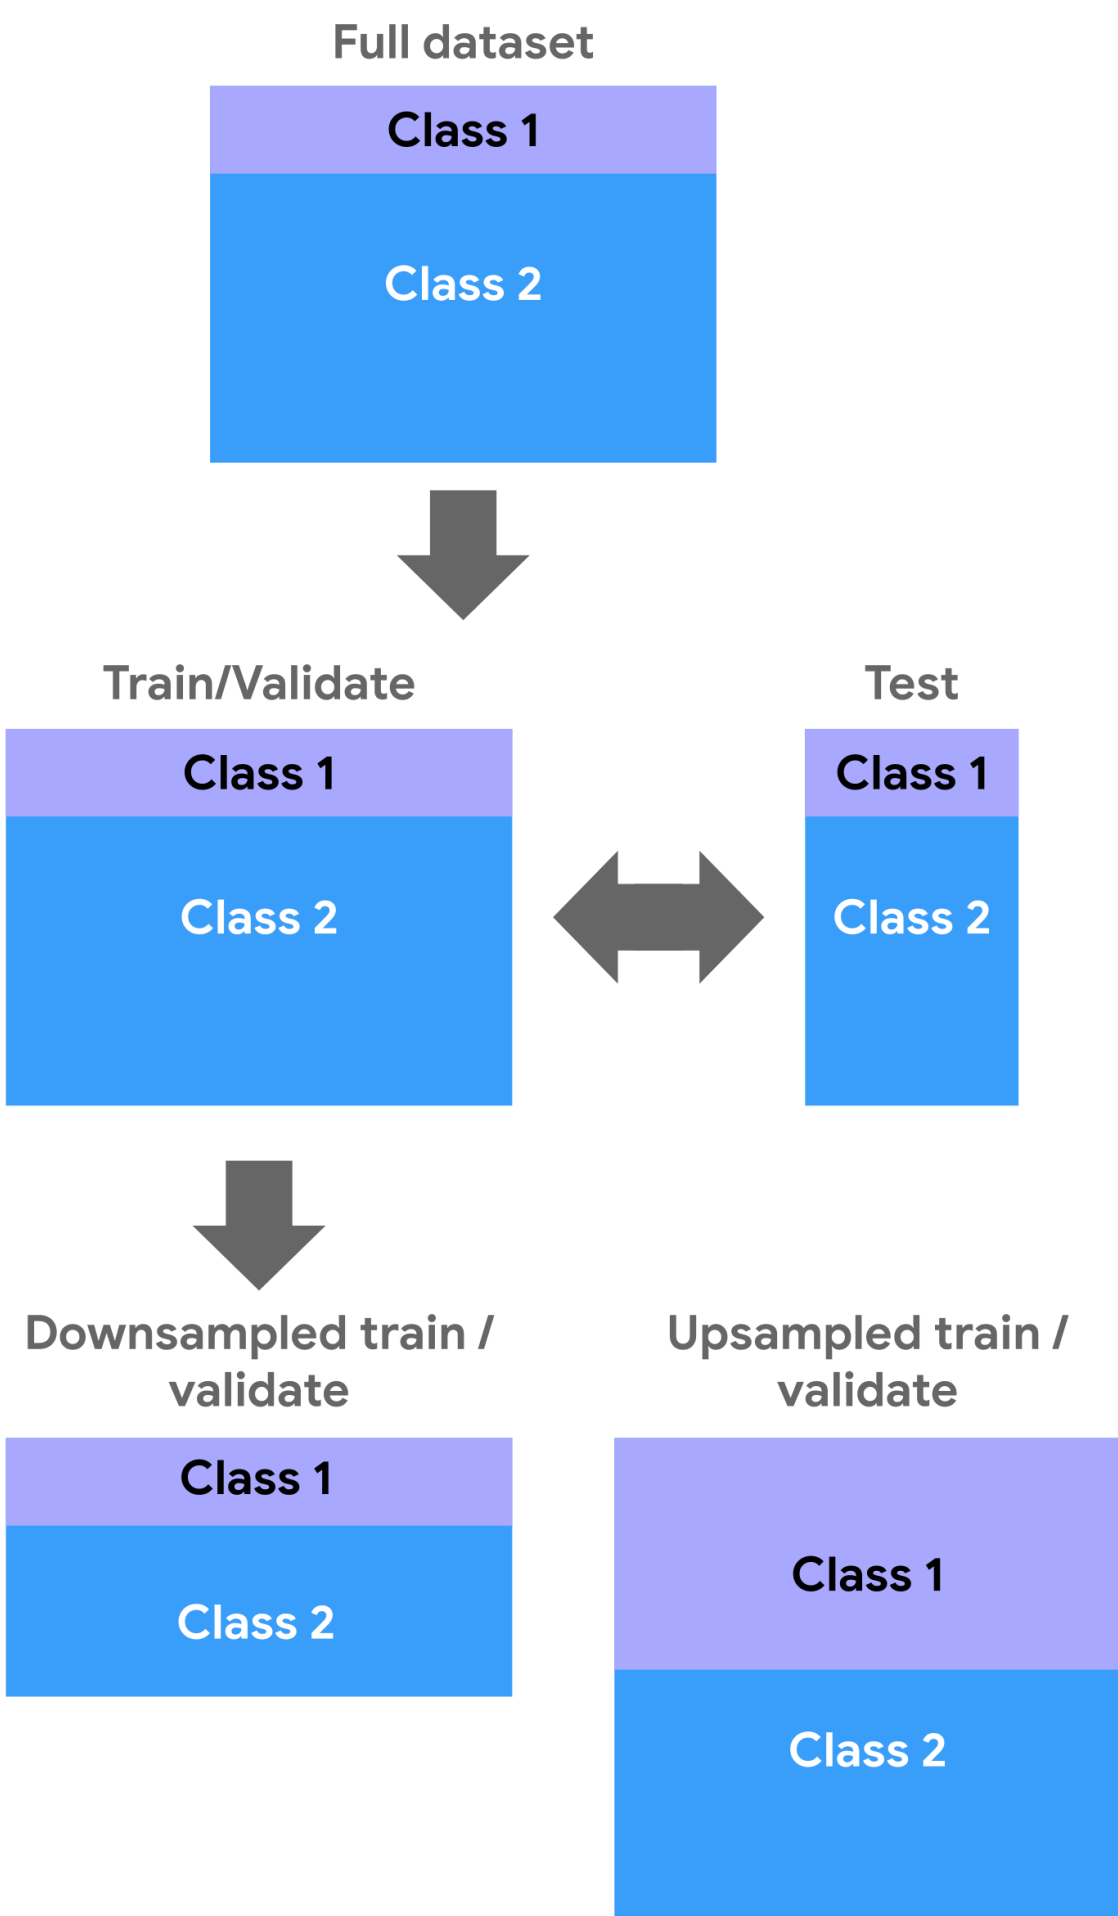 Full dataset
Class 1
Class 2
Train/Validate
Test
Class 1
Class 1
Class 2
Class 2
Downsampled train /
validate
Upsampled train /
validate
Class 1
Class 2
Class 1
Class 2